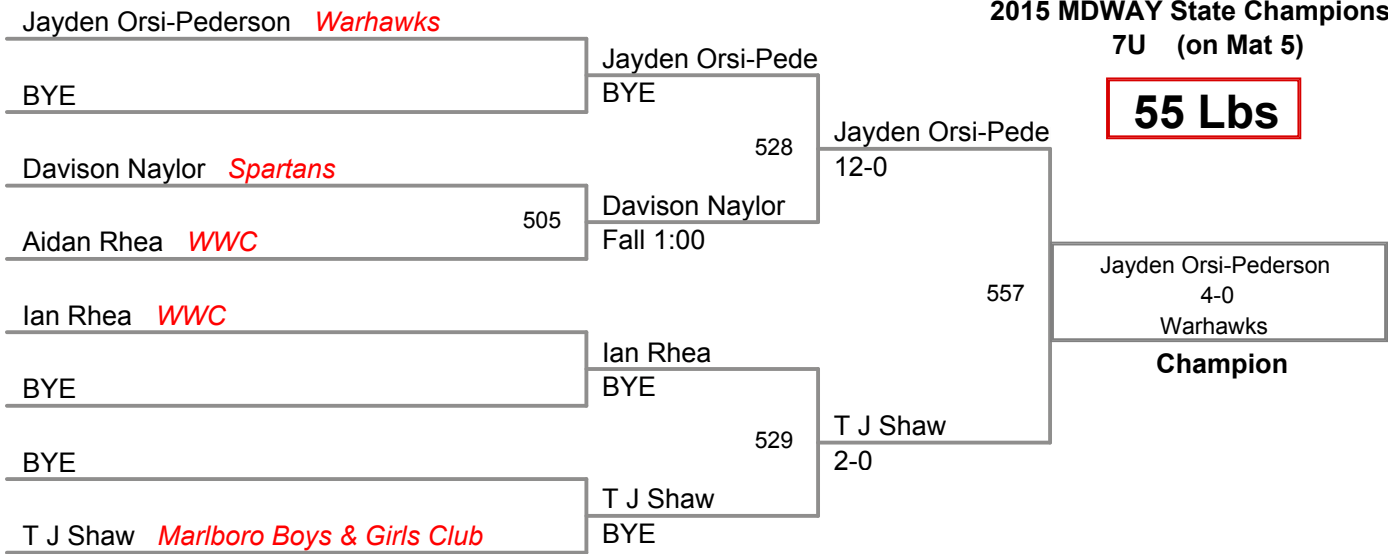 2015 MDWAY State Champions
7U (on Mat 5)
55 Lbs
Jayden Orsi-Pederson Warhawks
BYE
Davison Naylor Spartans
505
Aidan Rhea WWC
Ian Rhea WWC
BYE
BYE
T J Shaw Marlboro Boys & Girls Club
Jayden Orsi-Pede
BYE
528
Davison Naylor
Fall 1:00
Ian Rhea
BYE
529
T J Shaw
BYE
Jayden Orsi-Pede
12-0
557
T J Shaw
2-0
Jayden Orsi-Pederson
4-0
Warhawks
Champion